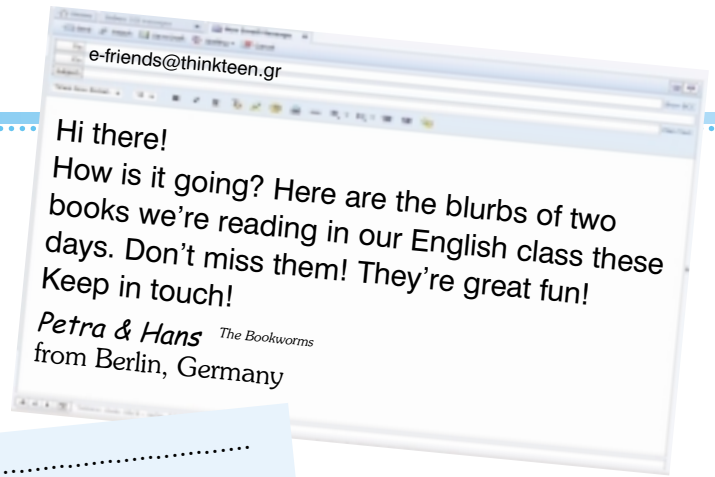 e-friends@thinkteen.gr
Hi there!
How is it going? Here are the blurbs of two
books we're reading in our English class these
days. Don't miss them! They're great fun!
Keep in touch!
Petra & Hans The Bookworms
from Berlin, Germany